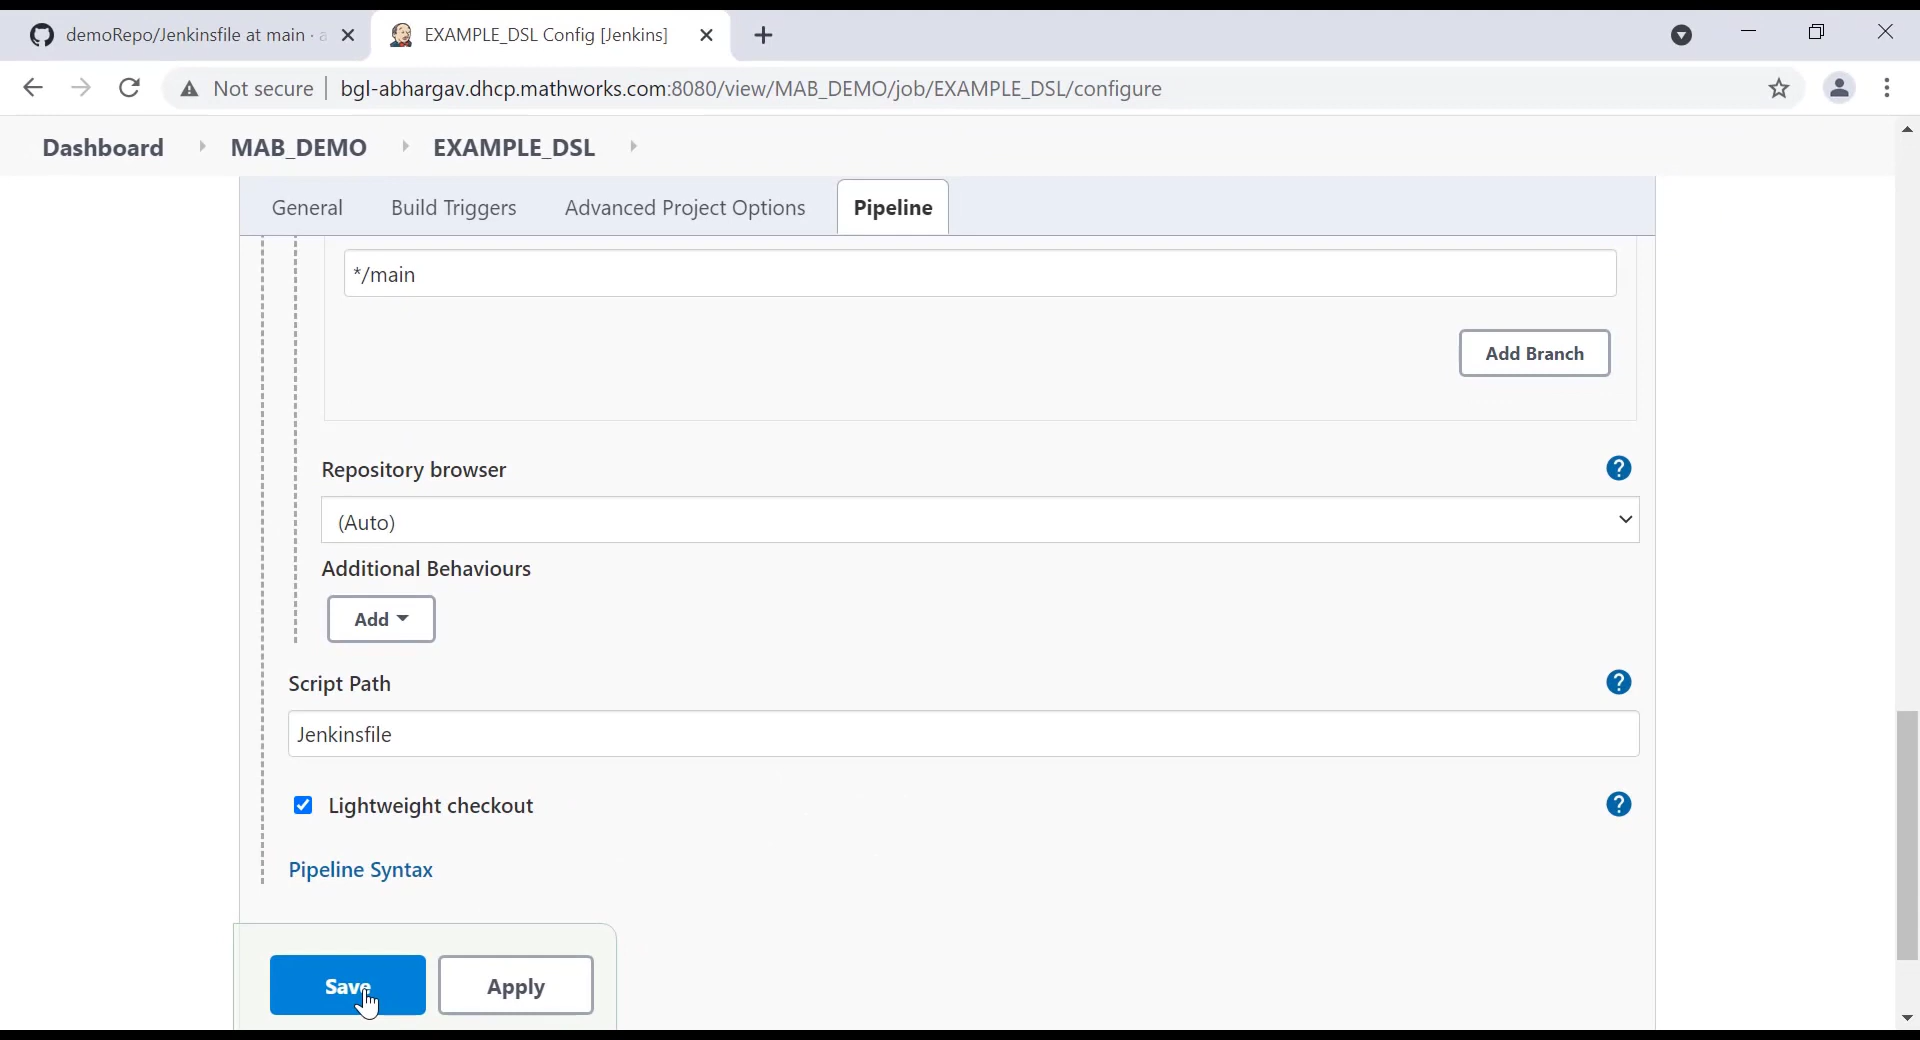 demoRepo/Jenkinsfile at main · a
EXAMPLE_DSL Config [Jenkins]
Not secure
bgl-abhargav.dhcp.mathworks.com:8080/view/MAB_DEMO/job/EXAMPLE_DSL/configure
Dashboard MAB_DEMO EXAMPLE_DSL
General Build Triggers Advanced Project Options Pipeline
*/main
Add Branch
Repository browser
?
(Auto)
Additional Behaviours
Add
Script Path
?
Jenkinsfile
Lightweight checkout
?
Pipeline Syntax
Save Apply